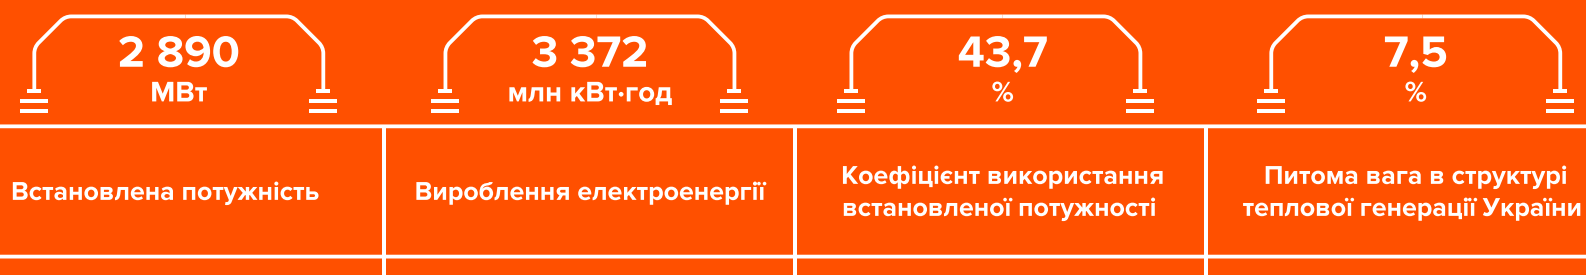 2 890
МВт
3 372
млн кВт·год
43,7
%
7,5
%
Встановлена потужність
Вироблення електроенергії
Коефіцієнт використання
встановленої потужності
Питома вага в структурі
теплової генерації України